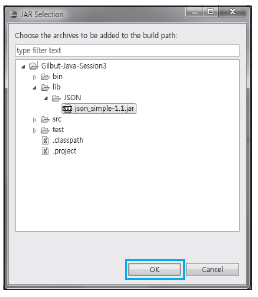 JAR Selection
Choose the archives to be added to the build path:
type filter text
Gilbut-Java-Session3
bin
lib
JSON
json_simple-1.1.jar
src
test
.classpath
.project
OK Cancel